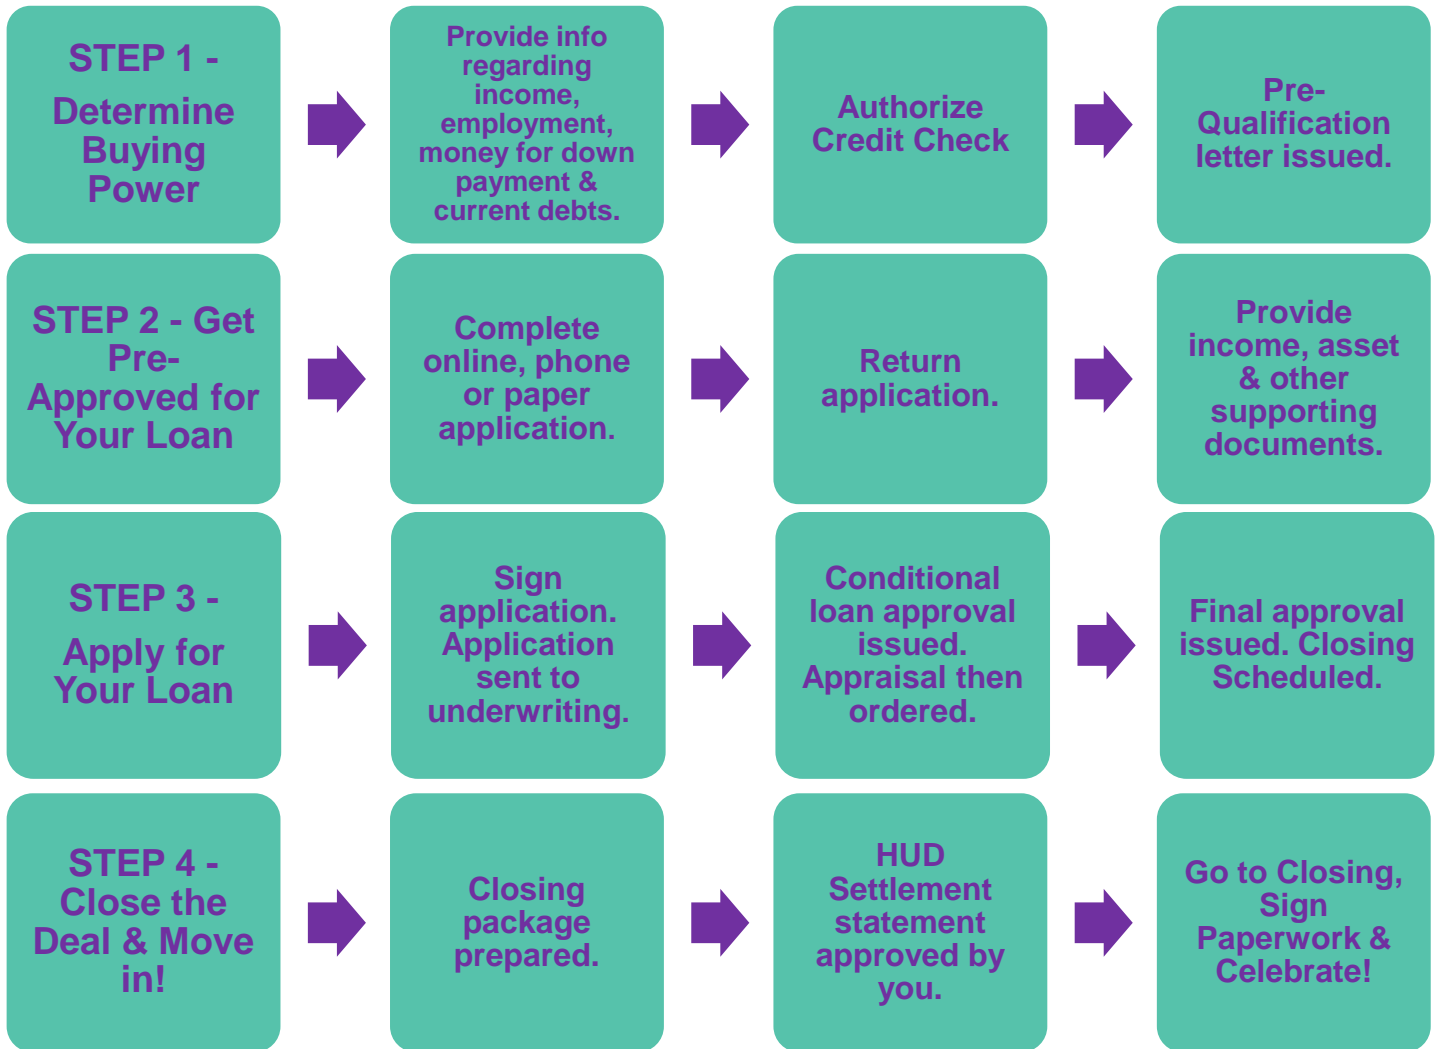 STEP 1 -
Determine
Buying
Power
Provide info
regarding
income,
employment,
money for down
payment &
current debts.
Authorize
Credit Check
Pre-
Qualification
letter issued.
STEP 2 - Get
Pre-
Approved for
Your Loan
Complete
online, phone
or paper
application.
Return
application.
Provide
income, asset
& other
supporting
documents.
STEP 3 -
Apply for
Your Loan
Sign
application.
Application
sent to
underwriting.
Conditional
loan approval
issued.
Appraisal then
ordered.
Final approval
issued. Closing
Scheduled.
STEP 4 -
Close the
Deal & Move
in!
Closing
package
prepared.
HUD
Settlement
statement
approved by
you.
Go to Closing,
Sign
Paperwork &
Celebrate!